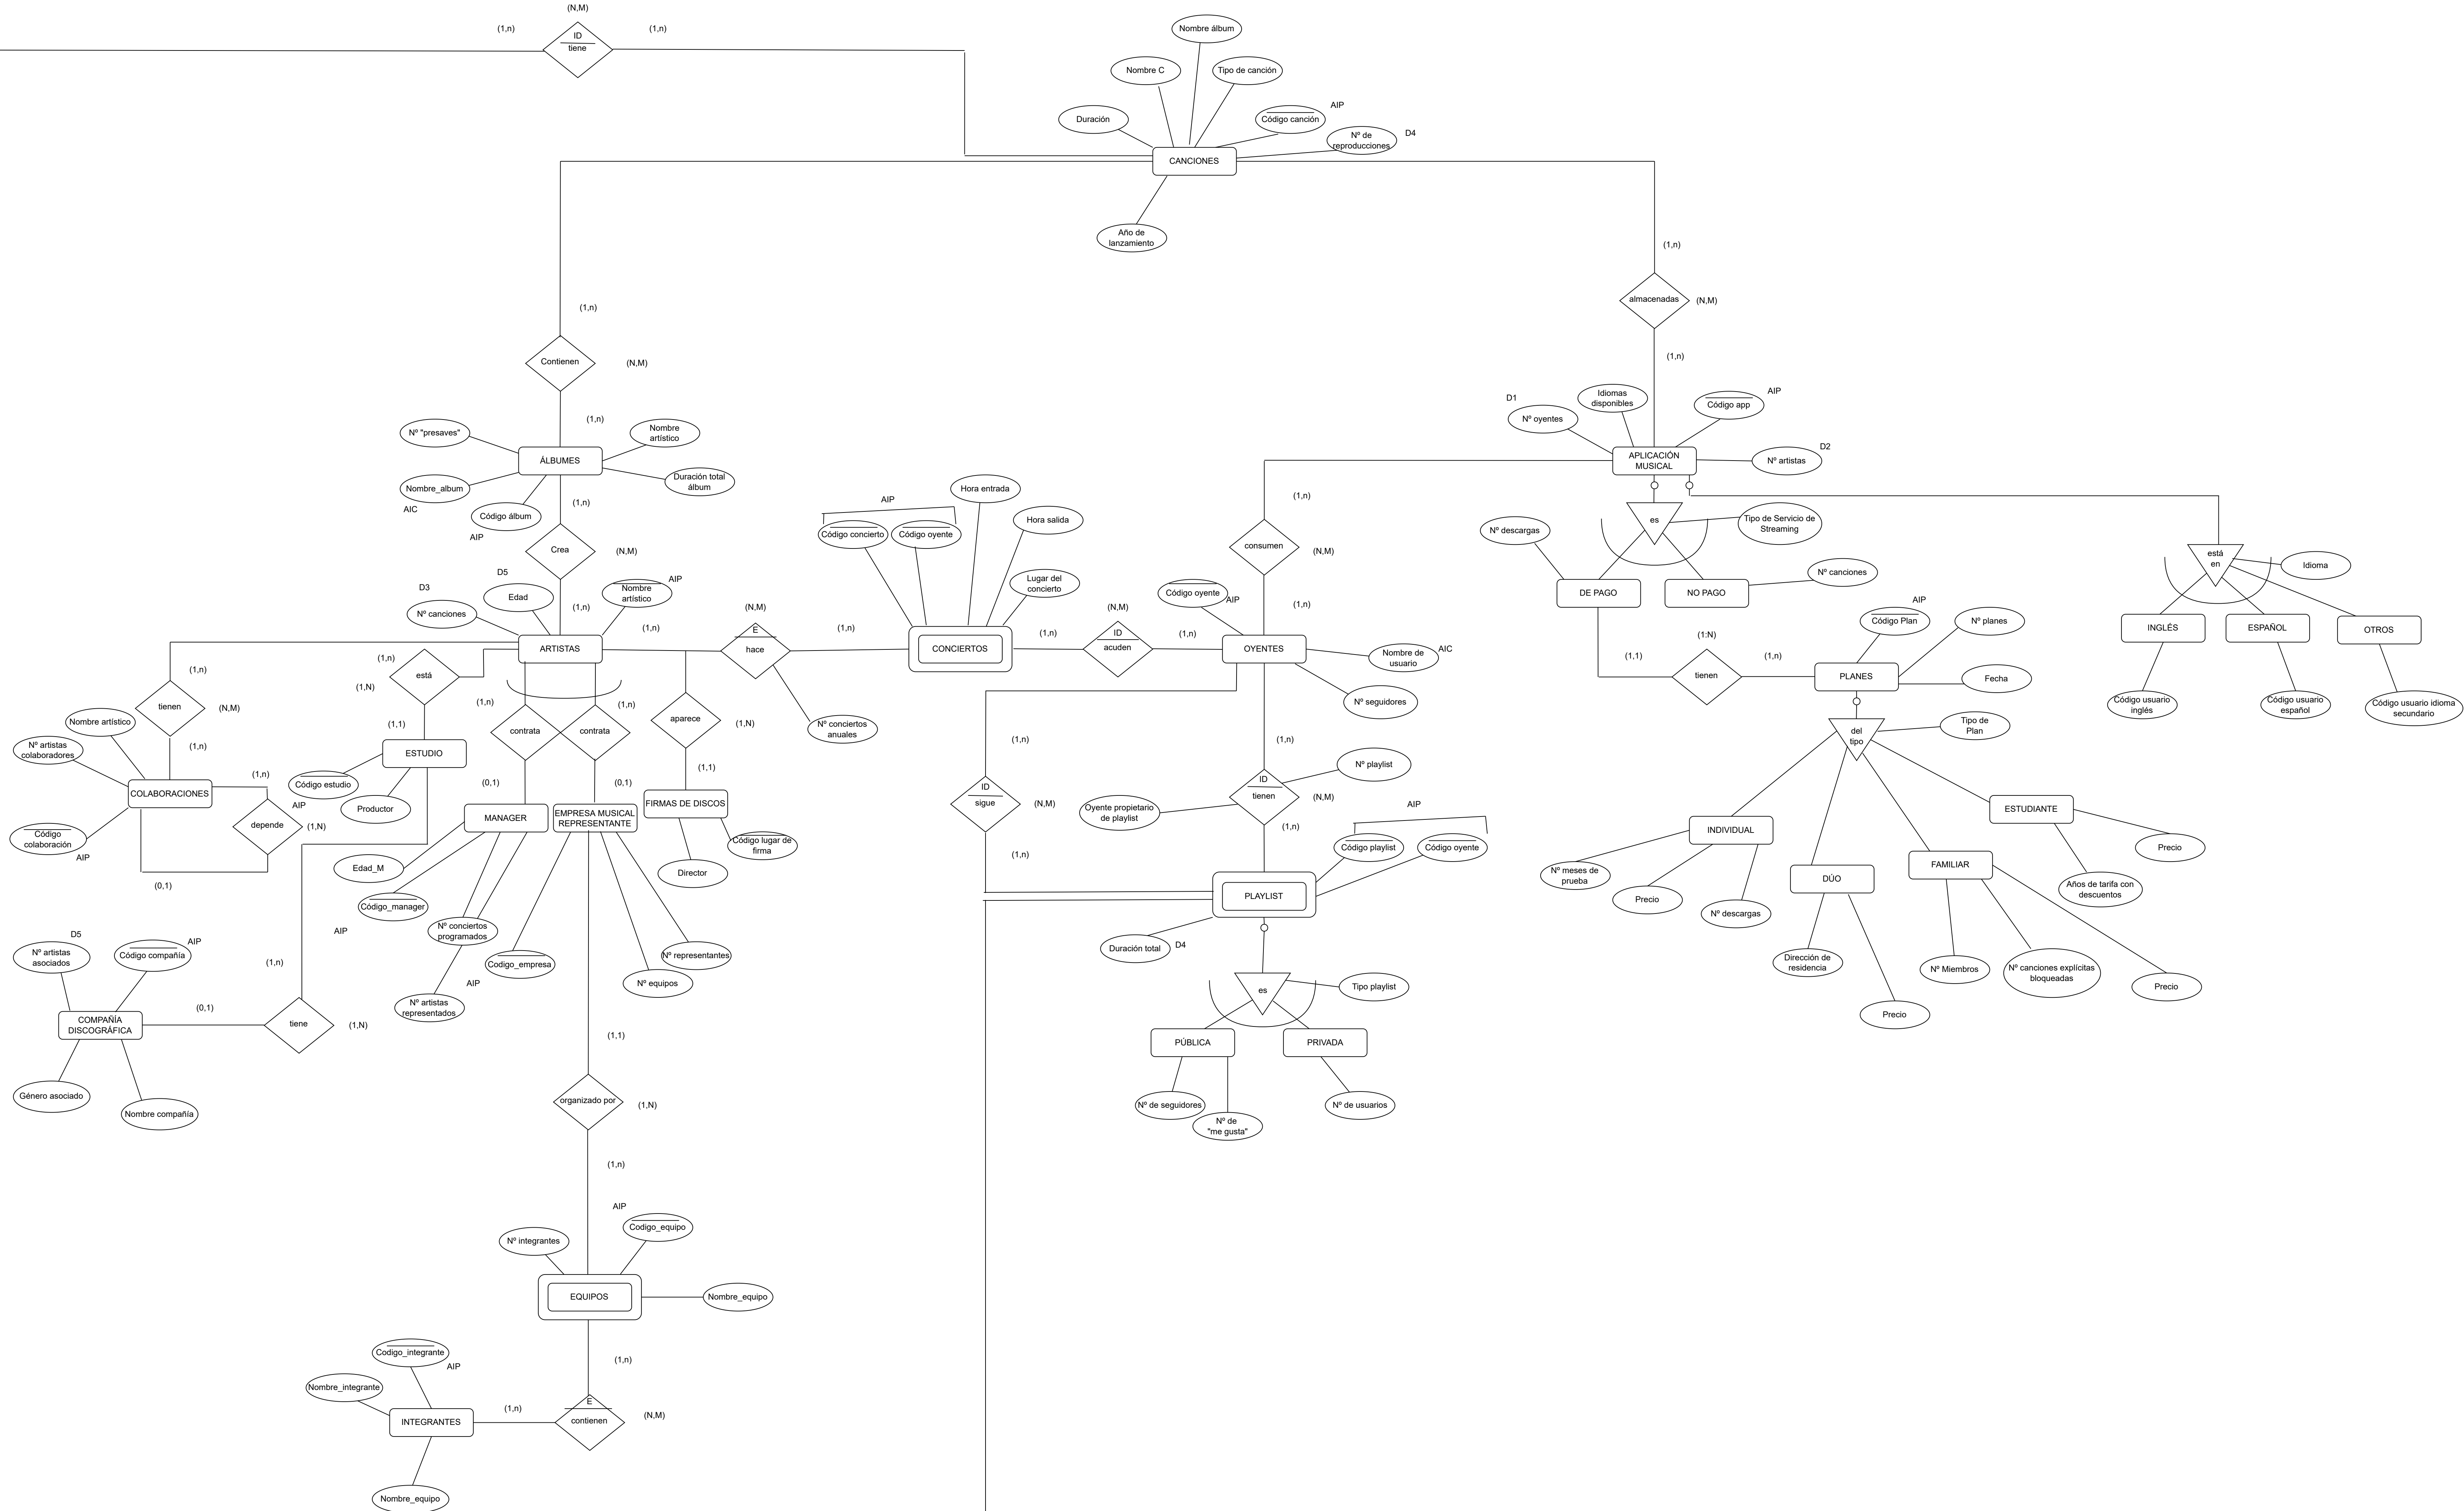 (N,M)
(1,n)
ID
tiene
(1,n)
Nombre álbum
Nombre C
Tipo de canción
Duración
Código canción
AIP
Nº de
reproducciones
D4
CANCIONES
Año de
lanzamiento
(1,n)
almacenadas
(N,M)
(1,n)
(1,n)
Contienen
(N,M)
(1,n)
Nº "presaves"
Nombre
artístico
ÁLBUMES
Duración total
álbum
Nombre_album
AIC
Código álbum
AIP
(1,n)
Crea
(N,M)
(1,n)
D5
Edad
D3
Nº canciones
Nombre
artístico
AIP
ARTISTAS
(1,n)
(N,M)
E
hace
(1,n)
Nº conciertos
anuales
AIP
Código concierto
Código oyente
Hora entrada
Hora salida
Lugar del
concierto
CONCIERTOS
(1,n)
(N,M)
ID
acuden
(1,n)
D1
Nº oyentes
Idiomas
disponibles
Código app
AIP
APLICACIÓN
MUSICAL
Nº artistas
D2
(1,n)
consumen
(N,M)
(1,n)
Código oyente
AIP
OYENTES
Nombre de
usuario
AIC
Nº seguidores
es
Tipo de Servicio de
Streaming
Nº descargas
DE PAGO
NO PAGO
Nº canciones
está
en
Idioma
INGLÉS
ESPAÑOL
OTROS
Código usuario
inglés
Código usuario
español
Código usuario idioma
secundario
(1,1)
(1:N)
tienen
(1,n)
AIP
Código Plan
Nº planes
PLANES
Fecha
del
tipo
Tipo de
Plan
INDIVIDUAL
Nº meses de
prueba
Precio
Nº descargas
DÚO
Dirección de
residencia
Precio
FAMILIAR
Nº Miembros
Nº canciones explícitas
bloqueadas
Precio
ESTUDIANTE
Años de tarifa con
descuentos
Precio
(1,n)
tienen
(N,M)
(1,n)
Nombre artístico
Nº artistas
colaboradores
COLABORACIONES
Código
colaboración
AIP
(1,n)
AIP
depende
(1,N)
(0,1)
(1,n)
está
(1,N)
(1,1)
ESTUDIO
Código estudio
Productor
AIP
(1,n)
contrata
(0,1)
(1,n)
contrata
(0,1)
aparece
(1,N)
(1,1)
FIRMAS DE DISCOS
Código lugar de
firma
Director
MANAGER
Edad_M
Código_manager
Nº conciertos
programados
Nº artistas
representados
AIP
EMPRESA MUSICAL
REPRESENTANTE
Codigo_empresa
Nº representantes
Nº equipos
D5
Nº artistas
asociados
Código compañía
AIP
COMPAÑÍA
DISCOGRÁFICA
Género asociado
Nombre compañía
(0,1)
(1,n)
tiene
(1,N)
(1,1)
organizado por
(1,N)
(1,n)
AIP
Nº integrantes
Codigo_equipo
EQUIPOS
Nombre_equipo
(1,n)
E
contienen
(N,M)
(1,n)
Codigo_integrante
AIP
Nombre_integrante
INTEGRANTES
Nombre_equipo
(1,n)
ID
sigue
(N,M)
(1,n)
(1,n)
ID
tienen
(N,M)
(1,n)
Nº playlist
Oyente propietario
de playlist
AIP
Código playlist
Código oyente
PLAYLIST
Duración total
D4
es
Tipo playlist
PÚBLICA
PRIVADA
Nº de seguidores
Nº de
"me gusta"
Nº de usuarios